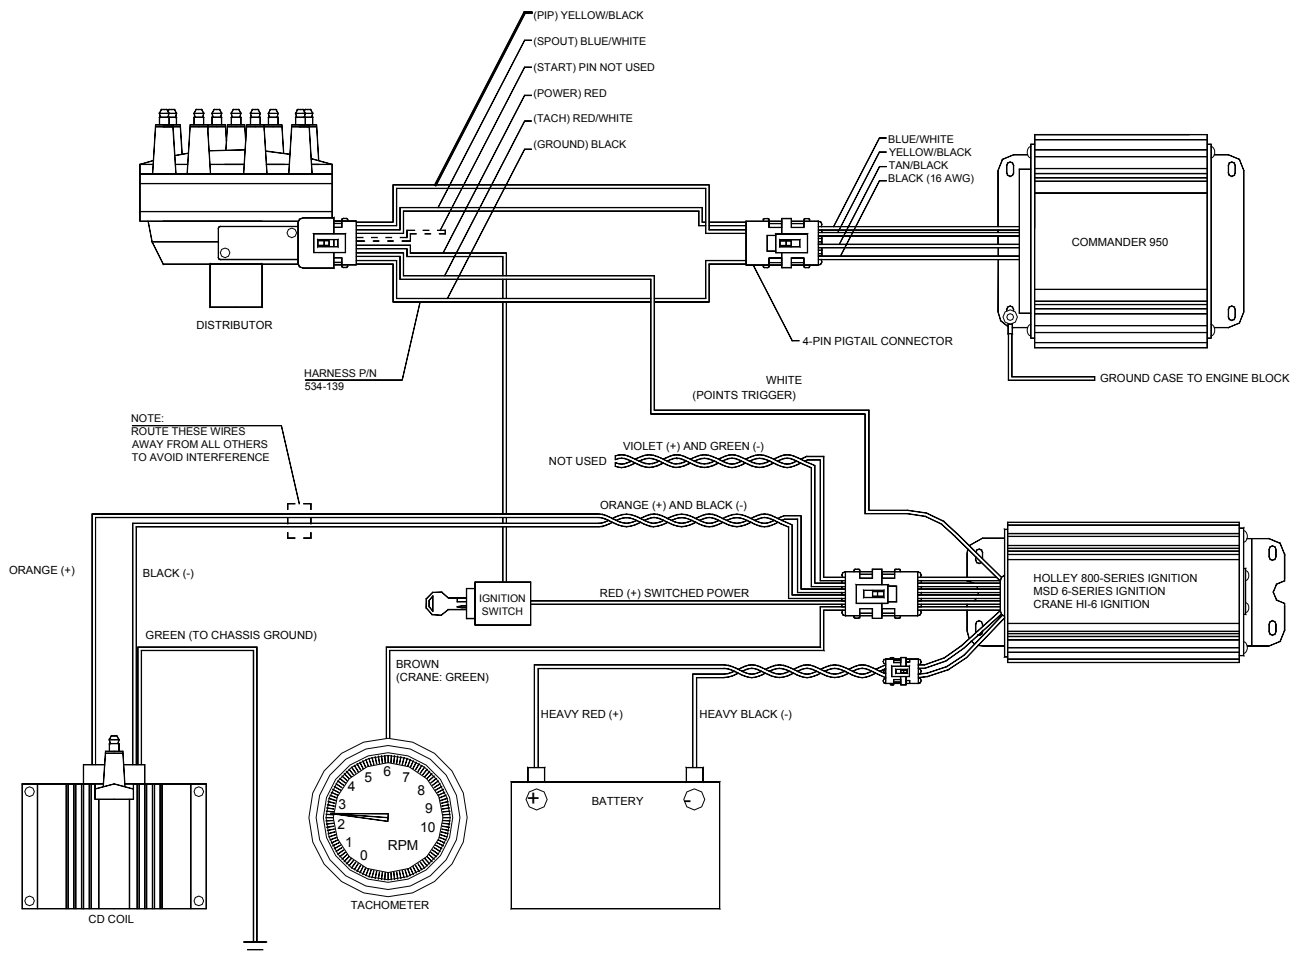 (PIP) YELLOW/BLACK
(SPOUT) BLUE/WHITE
(START) PIN NOT USED
(POWER) RED
(TACH) RED/WHITE
(GROUND) BLACK
BLUE/WHITE
YELLOW/BLACK
TAN/BLACK
BLACK (16 AWG)
COMMANDER 950
DISTRIBUTOR
4-PIN PIGTAIL CONNECTOR
HARNESS P/N
534-139
WHITE
(POINTS TRIGGER)
GROUND CASE TO ENGINE BLOCK
NOTE:
ROUTE THESE WIRES
AWAY FROM ALL OTHERS
TO AVOID INTERFERENCE
VIOLET (+) AND GREEN (-)
NOT USED
ORANGE (+) AND BLACK (-)
ORANGE (+)
BLACK (-)
HOLLEY 800-SERIES IGNITION
MSD 6-SERIES IGNITION
CRANE HI-6 IGNITION
IGNITION
SWITCH
RED (+) SWITCHED POWER
GREEN (TO CHASSIS GROUND)
BROWN
(CRANE: GREEN)
HEAVY RED (+)
HEAVY BLACK (-)
0
1
2
3
4
5
6
7
8
9
10
RPM
+
BATTERY
-
TACHOMETER
CD COIL